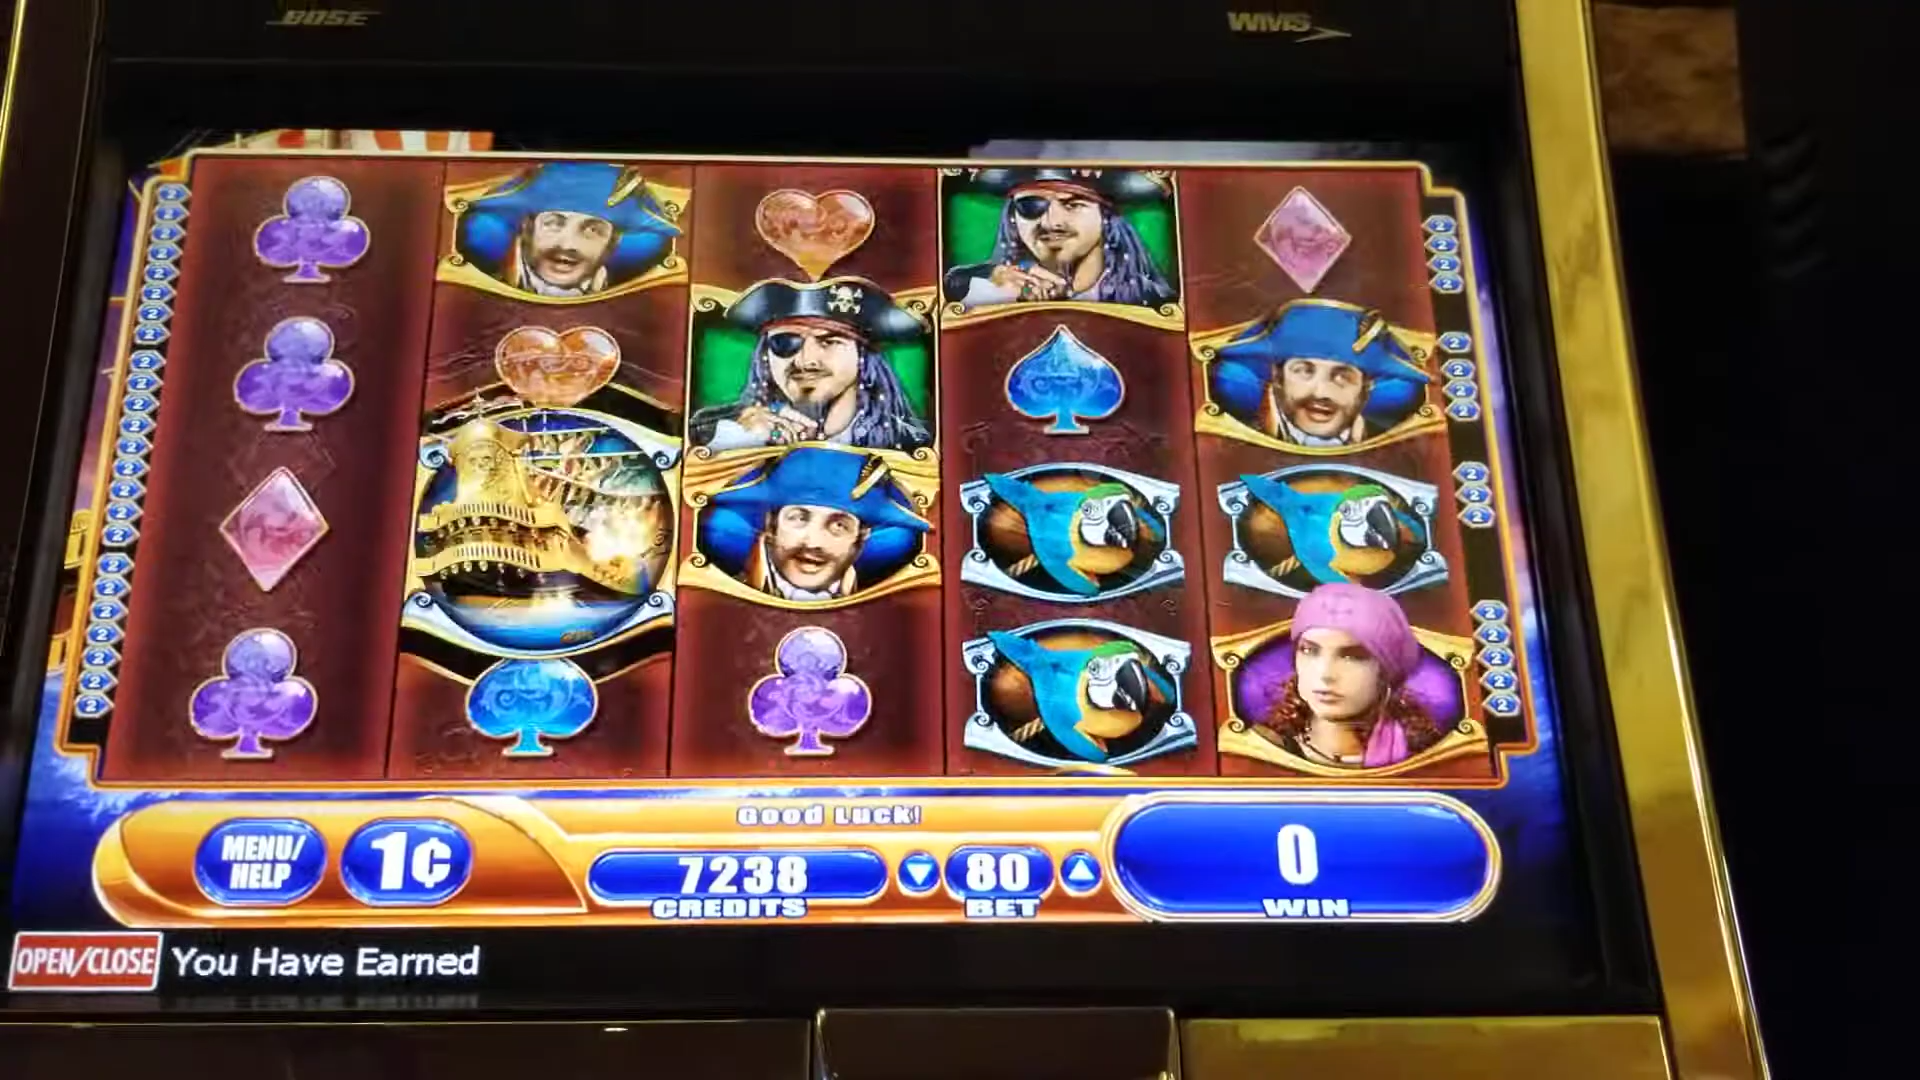 BOSE
WMS
Good Luck!
MENU/
HELP
1¢
7238
CREDITS
80
BET
0
WIN
OPEN/CLOSE You Have Earned